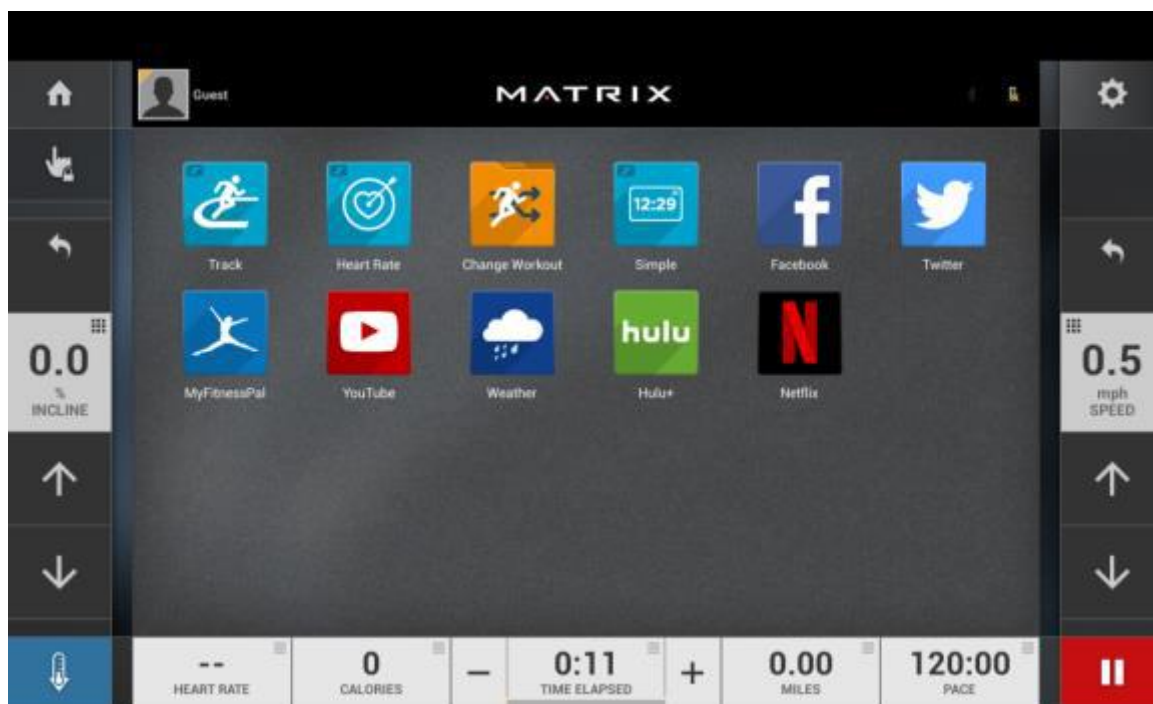 Guest
MATRIX
12:29
Track
Heart Rate
Change Workout
Simple
Facebook
Twitter
hulu
N
MyFitnessPal
YouTube
Weather
Hulu+
Netflix
0.0
%
INCLINE
0.5
mph
SPEED
--
HEART RATE
0
CALORIES
0:11
TIME ELAPSED
0.00
MILES
120:00
PACE